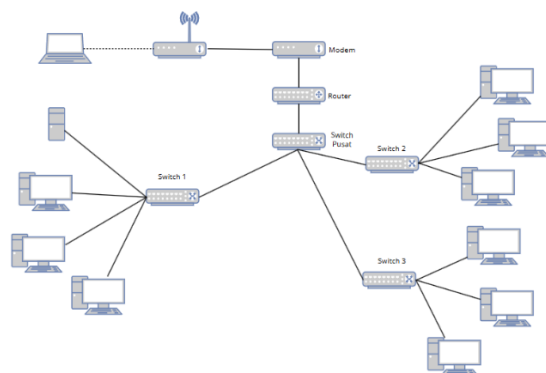 Modem
Router
Switch
Pusat
Switch 2
Switch 1
Switch 3